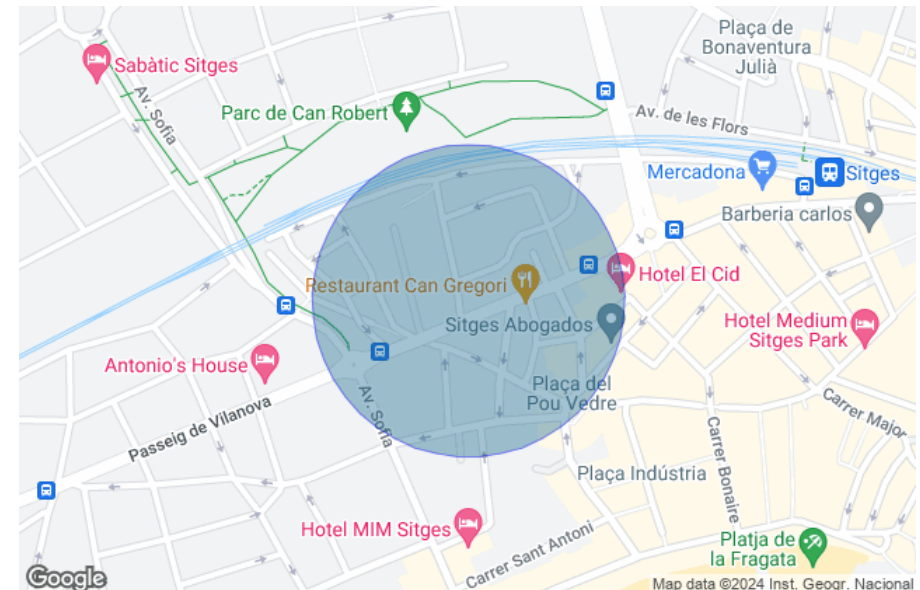 Plaça de
Bonaventura
Julià
Sabàtic Sitges
Parc de Can Robert
Av. de les Flors
Av. Sofia
Mercadona
Sitges
Barberia carlos
Restaurant Can Gregori
Hotel El Cid
Sitges Abogados
Hotel Medium
Sitges Park
Antonio's House
Plaça del
Pou Vedre
Passeig de Vilanova
Av. Sofia
Carrer Major
Carrer Bonaire
Plaça Indústria
Hotel MIM Sitges
Carrer Sant Antoni
Platja de
la Fragata
Google
Map data ©2024 Inst. Geogr. Nacional